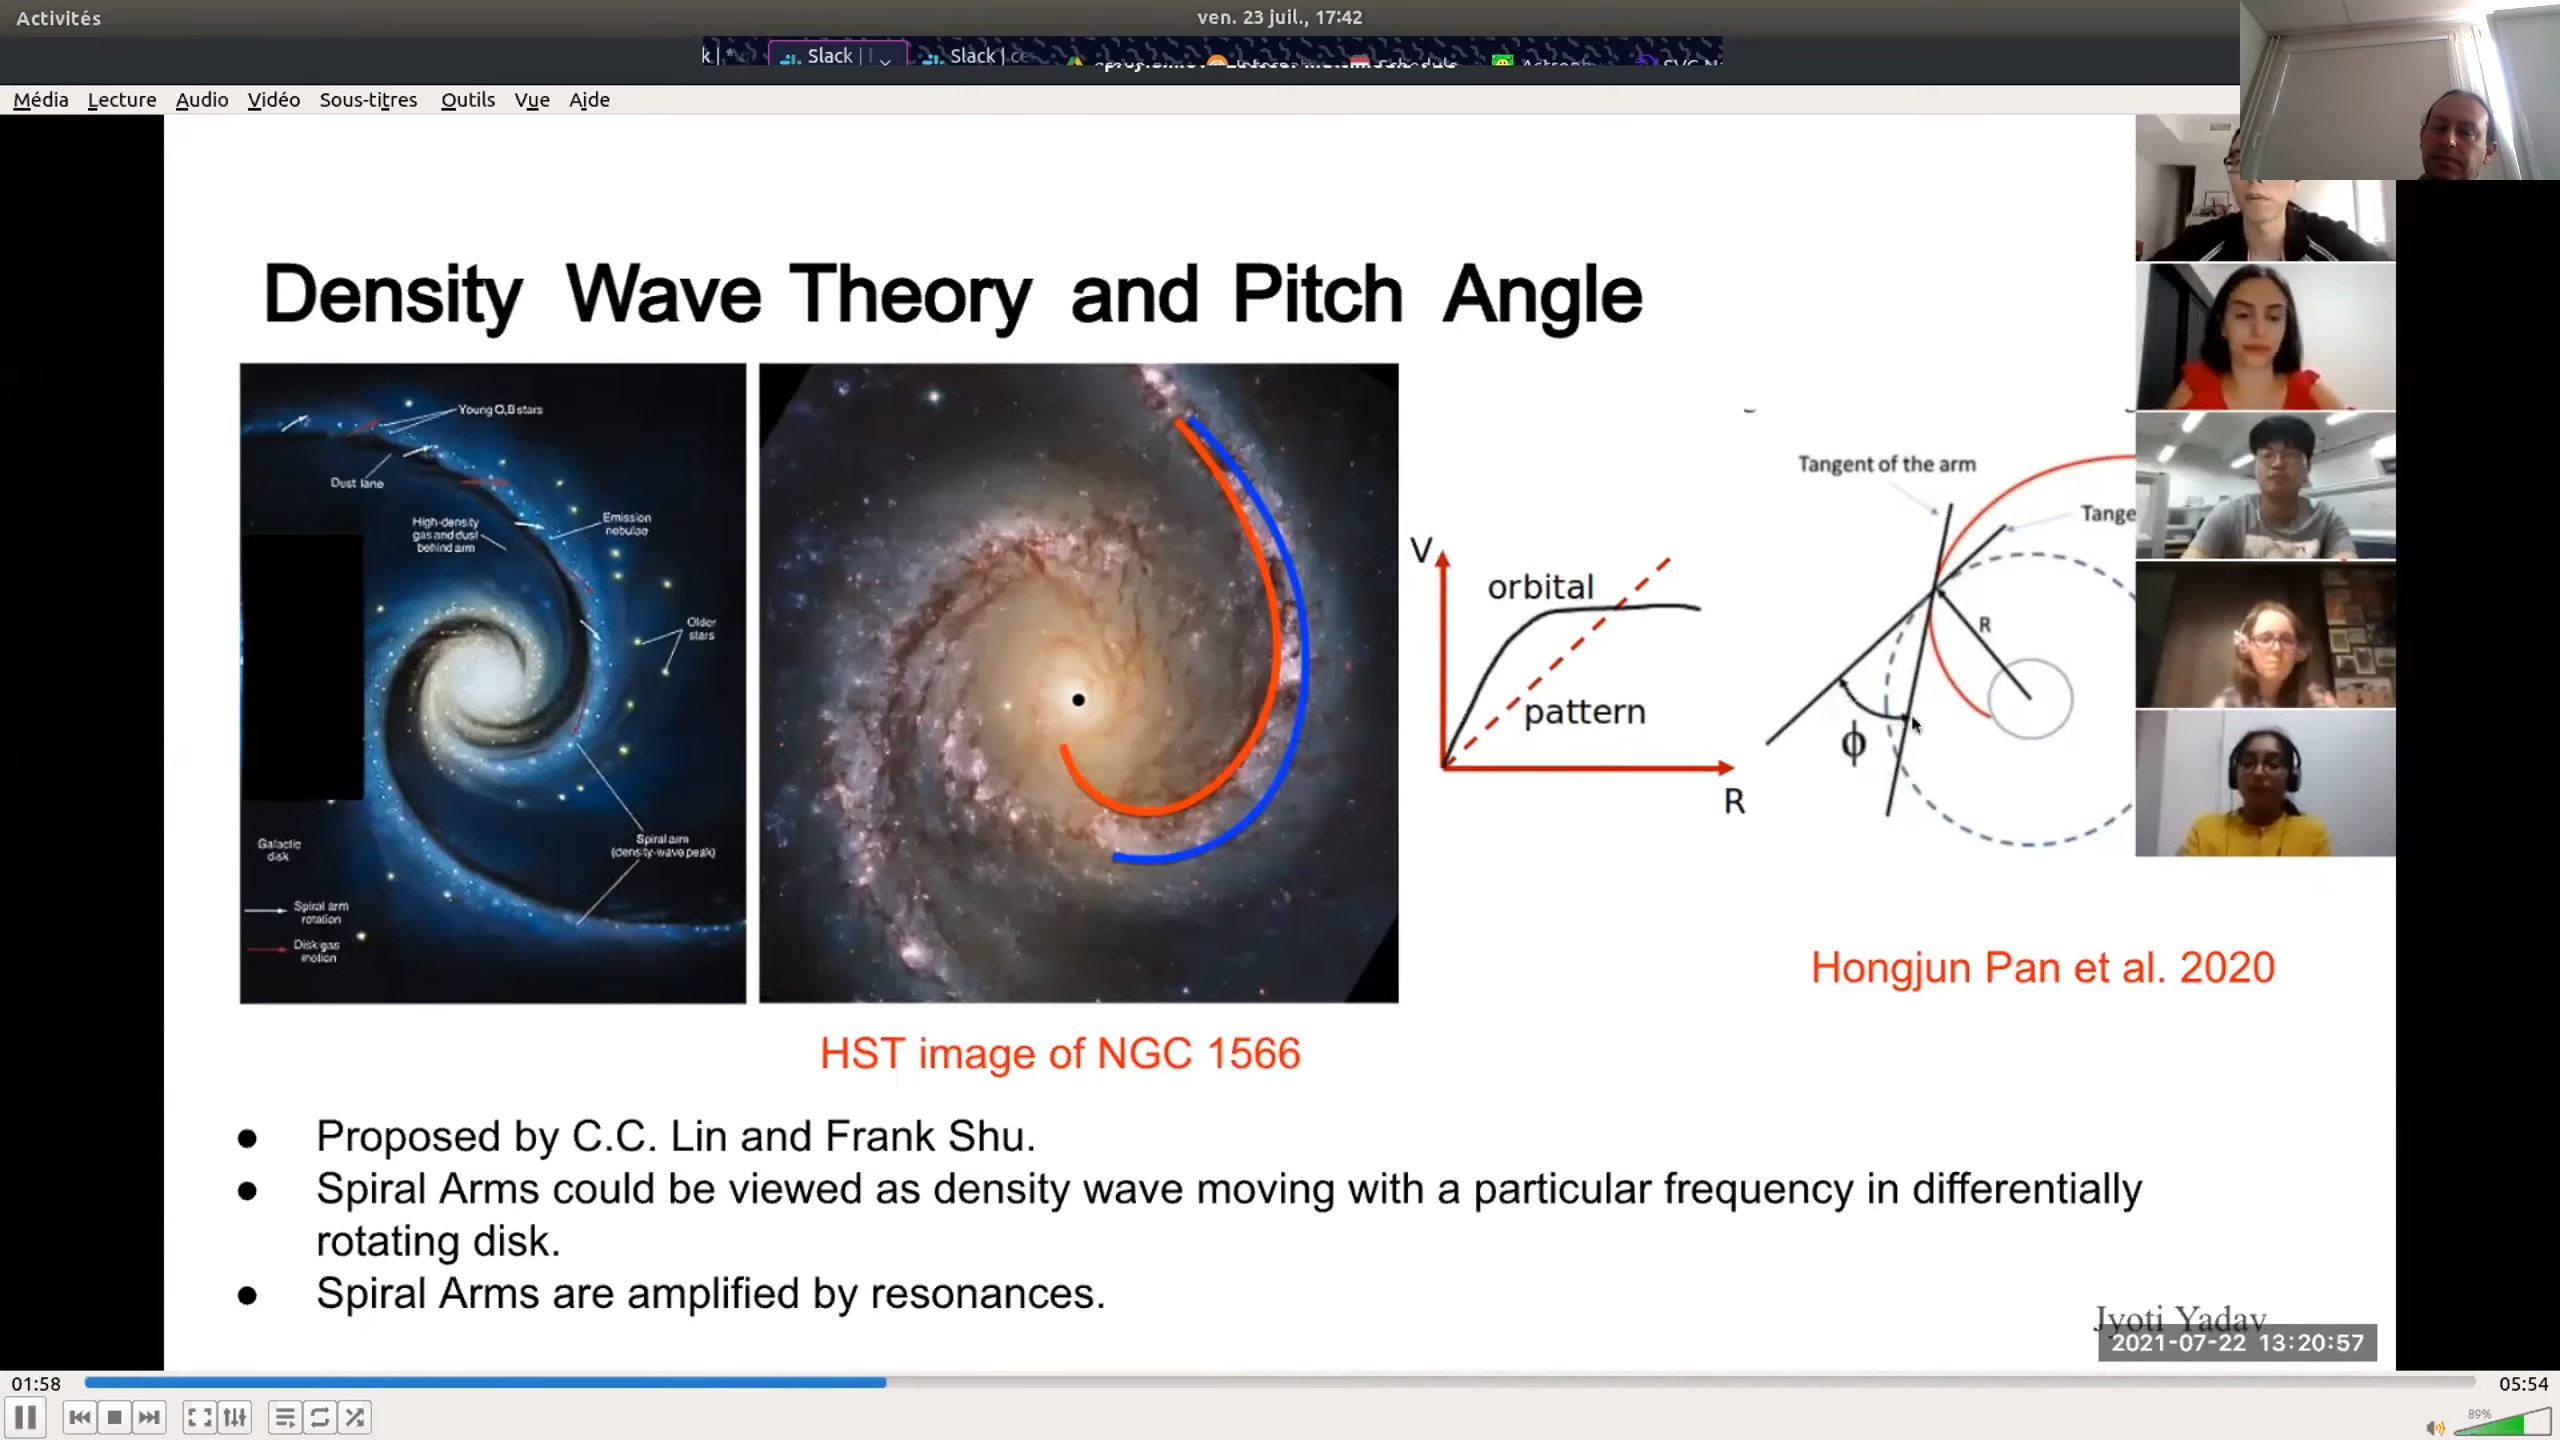 Activités
ven. 23 juil., 17:42
Slack |
Slack |
Média Lecture Audio Vidéo Sous-titres Outils Vue Aide
Density Wave Theory and Pitch Angle
Young O,B stars
Dust lane
High-density
gas and dust
behind arm
Emission
nebulae
Older
stars
Spiral arm
(density-wave peak)
Galactic
disk
Spiral arm
rotation
Disk gas
motion
V
orbital
pattern
R
Tangent of the arm
Tange
R
ϕ
Hongjun Pan et al. 2020
HST image of NGC 1566
● Proposed by C.C. Lin and Frank Shu.
● Spiral Arms could be viewed as density wave moving with a particular frequency in differentially
rotating disk.
● Spiral Arms are amplified by resonances.
Jyoti Yadav
2021-07-22 13:20:57
01:58
05:54
89%